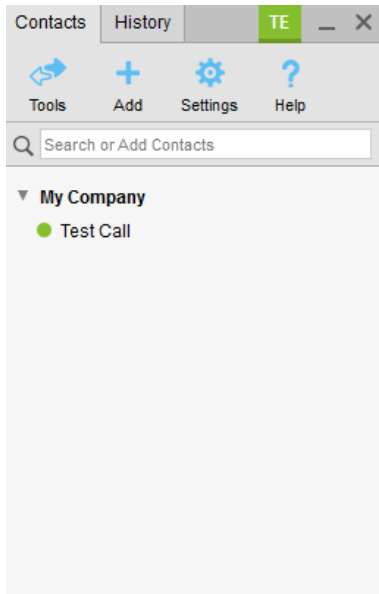 Contacts History TE
Tools Add Settings Help
Search or Add Contacts
My Company
Test Call